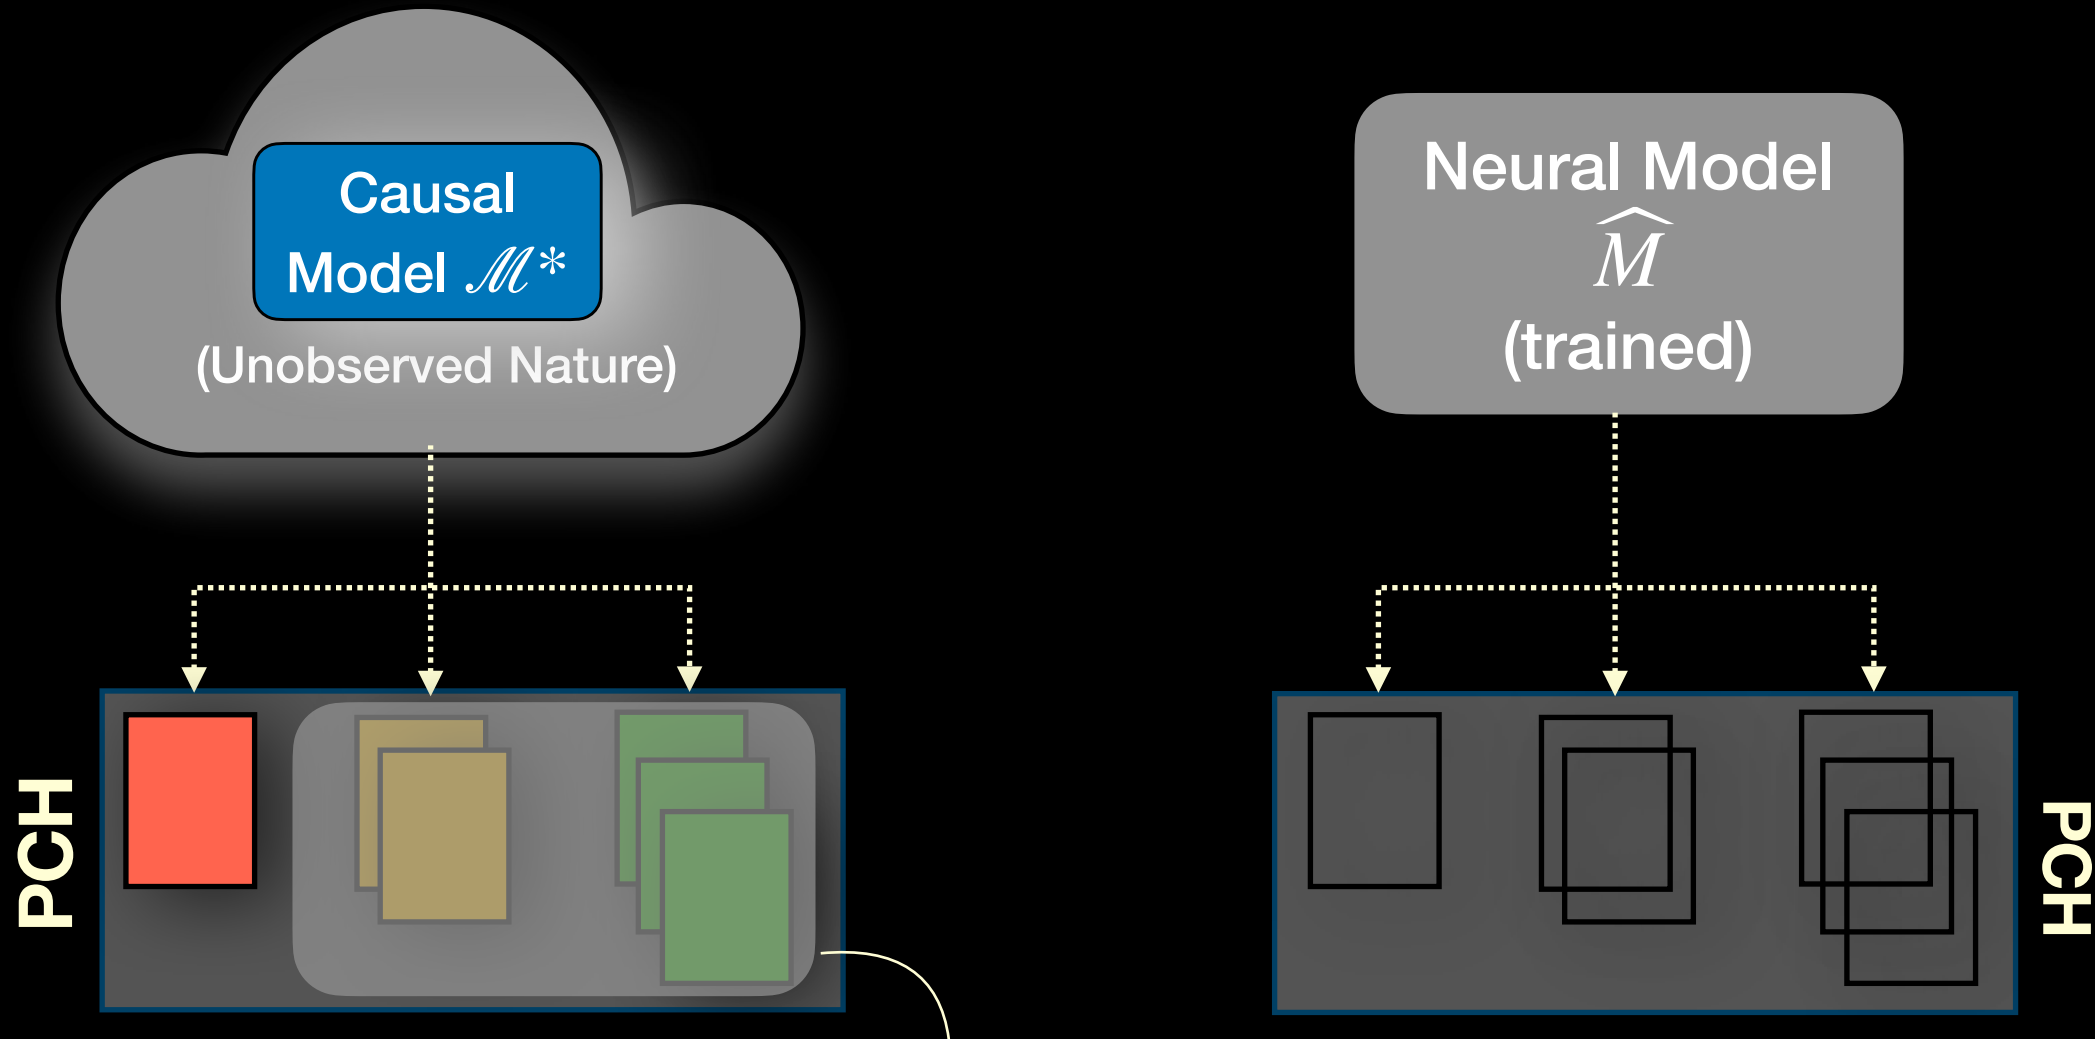 Causal
Model ℳ*
(Unobserved Nature)
Neural Model
M̂
(trained)
PCH
PCH